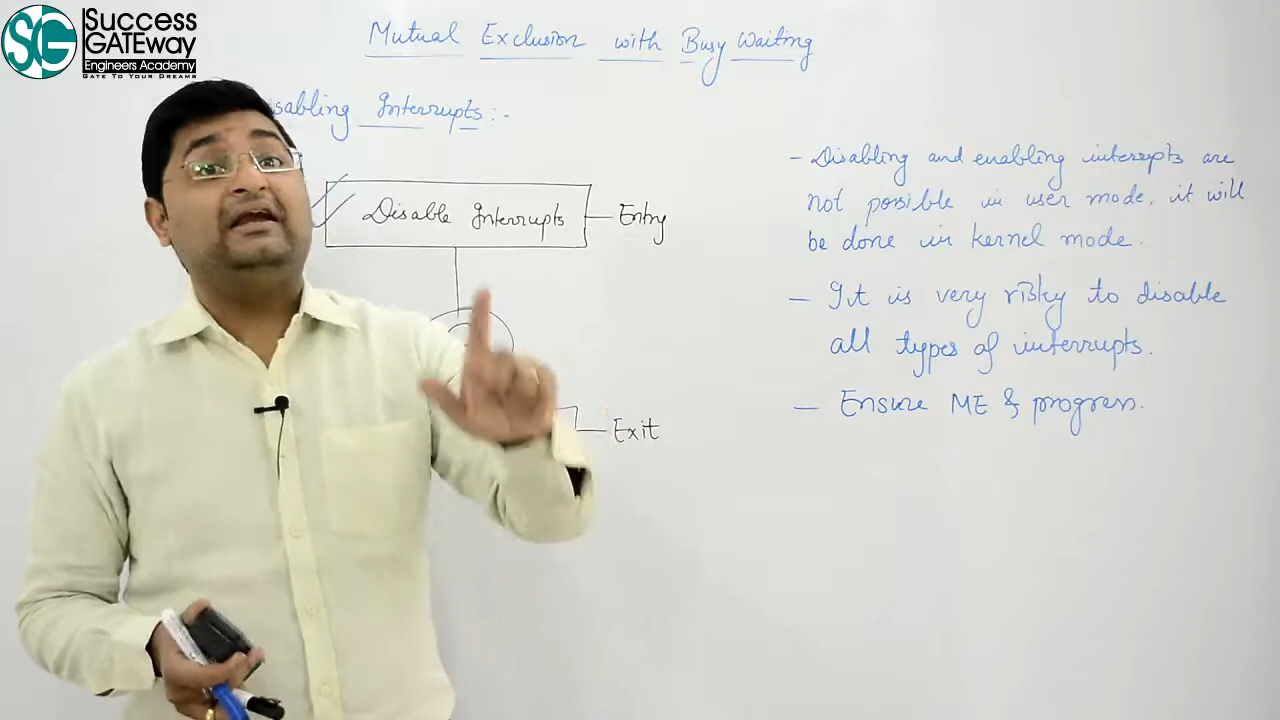 Success
GATEway
Engineers Academy
GATE TO YOUR DREAMS
Mutual Exclusion with Busy Waiting
Interrupts:-
Disable Interrupts
Entry
Exit
- Disabling and enabling interrupts are
not possible in user mode, it will
be done in kernel mode.
- It is very risky to disable
all types of interrupts.
- Ensure ME & progress.